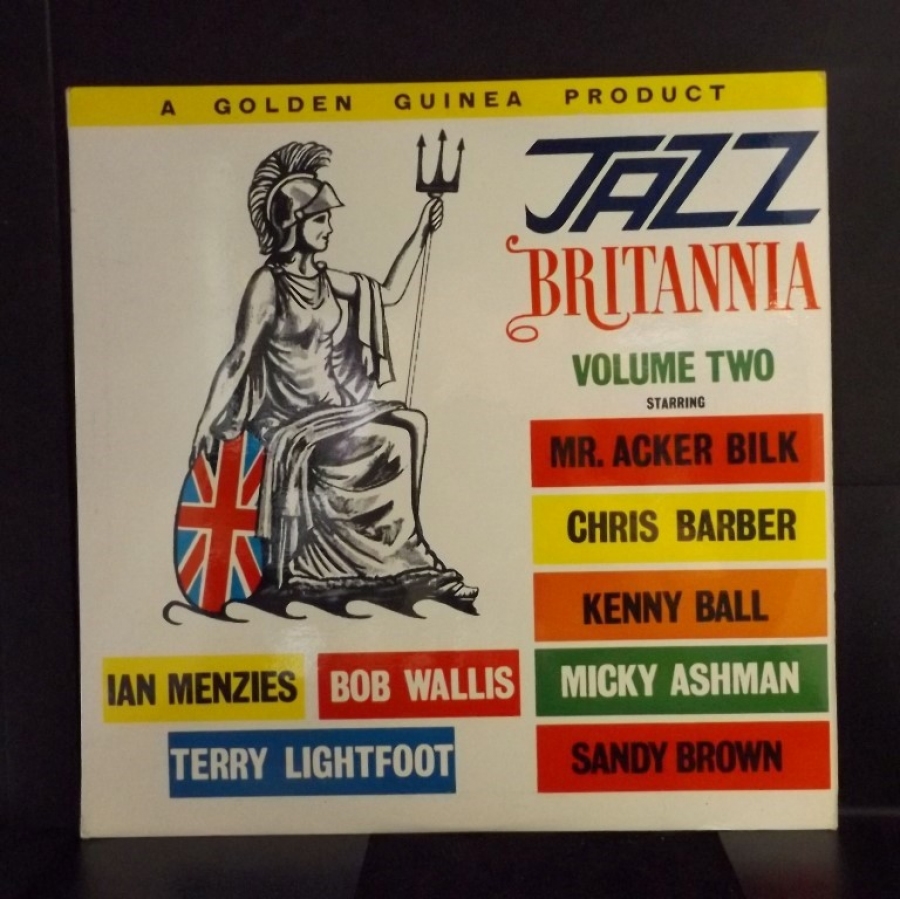 A GOLDEN GUINEA PRODUCT
JAZZ
BRITANNIA
VOLUME TWO
STARRING
MR. ACKER BILK
CHRIS BARBER
KENNY BALL
MICKY ASHMAN
SANDY BROWN
IAN MENZIES
BOB WALLIS
TERRY LIGHTFOOT